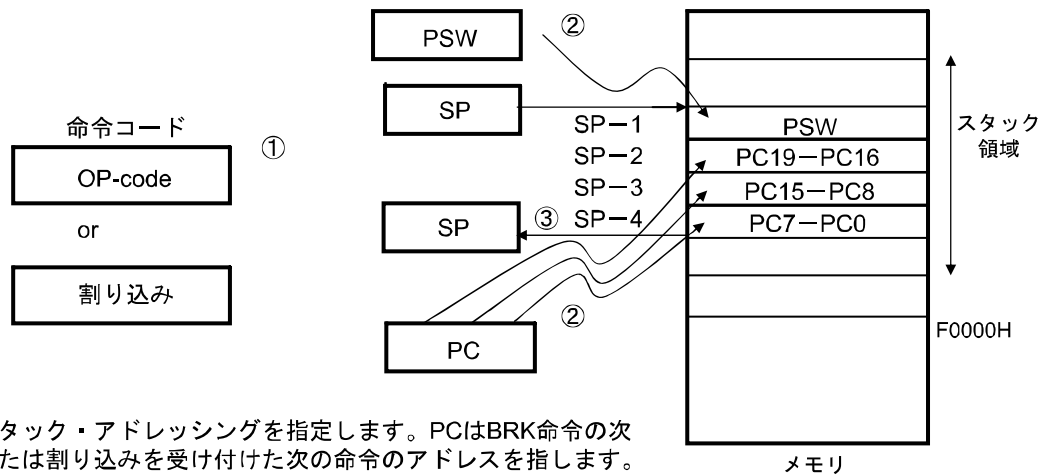 PSW
②
SP
命令コード
①
OP-code
or
割り込み
SP－1
SP－2
SP－3
SP－4
SP
③
②
PC
PSW
PC19－PC16
PC15－PC8
PC7－PC0
スタック
領域
F0000H
メモリ
タック・アドレッシングを指定します。PCはBRK命令の次
たは割り込みを受け付けた次の命令のアドレスを指します。